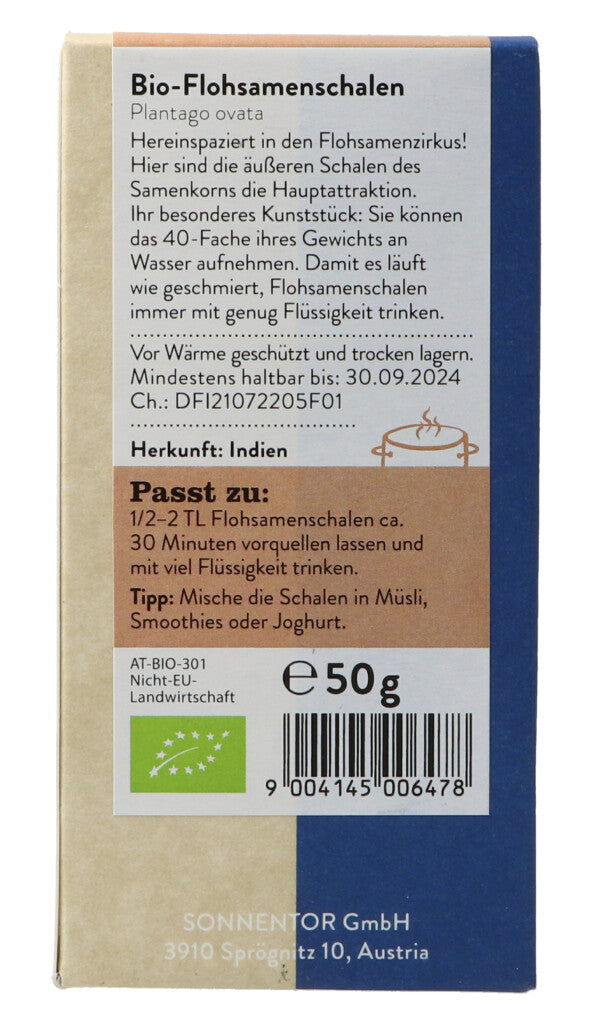 Bio-Flohsamenschalen
Plantago ovata
Hereinspaziert in den Flohsamenzirkus!
Hier sind die äußeren Schalen des
Samenkorns die Hauptattraktion.
Ihr besonderes Kunststück: Sie können
das 40-Fache ihres Gewichts an
Wasser aufnehmen. Damit es läuft
wie geschmiert, Flohsamenschalen
immer mit genug Flüssigkeit trinken.
Vor Wärme geschützt und trocken lagern.
Mindestens haltbar bis: 30.09.2024
Ch.: DFI21072205F01
Herkunft: Indien
Passt zu:
1/2–2 TL Flohsamenschalen ca.
30 Minuten vorquellen lassen und
mit viel Flüssigkeit trinken.
Tipp: Mische die Schalen in Müsli,
Smoothies oder Joghurt.
AT-BIO-301
Nicht-EU-
Landwirtschaft
℮50g
9 004145 006478
SONNENTOR GmbH
3910 Sprögnitz 10, Austria